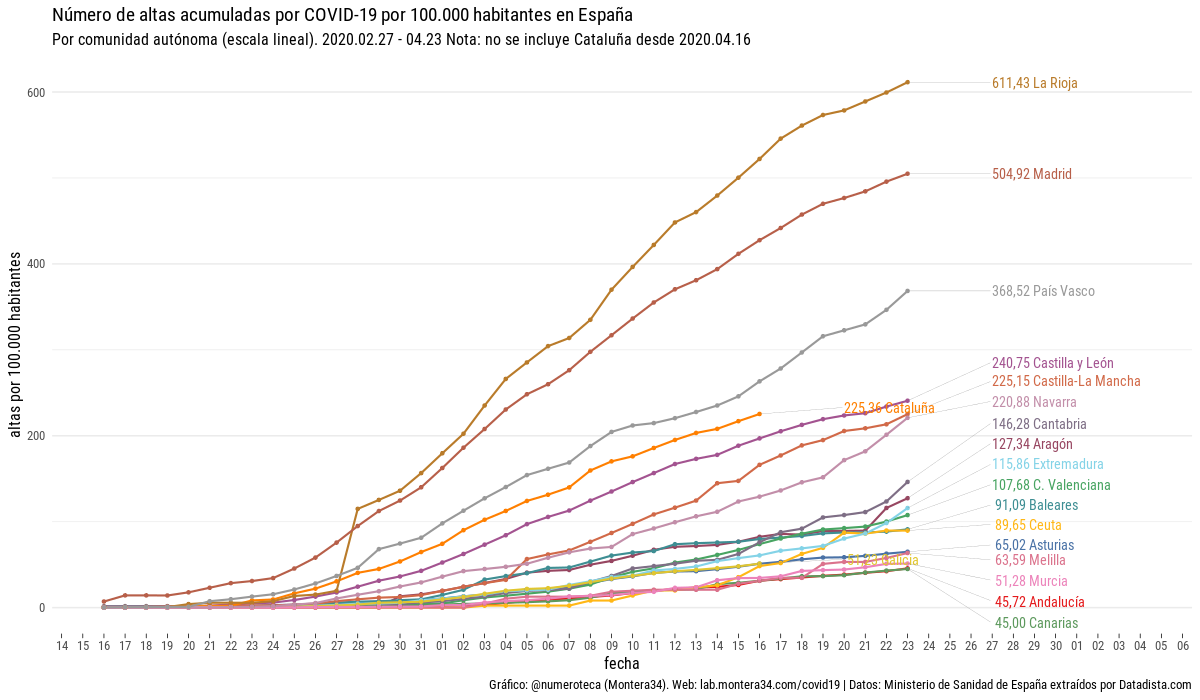 Número de altas acumuladas por COVID-19 por 100.000 habitantes en España
Por comunidad autónoma (escala lineal). 2020.02.27 - 04.23 Nota: no se incluye Cataluña desde 2020.04.16
altas por 100.000 habitantes
600
400
200
0
611,43 La Rioja
504,92 Madrid
368,52 País Vasco
240,75 Castilla y León
225,15 Castilla-La Mancha
225,36 Cataluña
220,88 Navarra
146,28 Cantabria
127,34 Aragón
115,86 Extremadura
107,68 C. Valenciana
91,09 Baleares
89,65 Ceuta
65,02 Asturias
63,59 Melilla
51,28 Murcia
45,72 Andalucía
45,00 Canarias
14 15 16 17 18 19 20 21 22 23 24 25 26 27 28 29 30 31 01 02 03 04 05 06 07 08 09 10 11 12 13 14 15 16 17 18 19 20 21 22 23 24 25 26 27 28 29 30 01 02 03 04 05 06
fecha
Gráfico: @numeroteca (Montera34). Web: lab.montera34.com/covid19 | Datos: Ministerio de Sanidad de España extraídos por Datadista.com